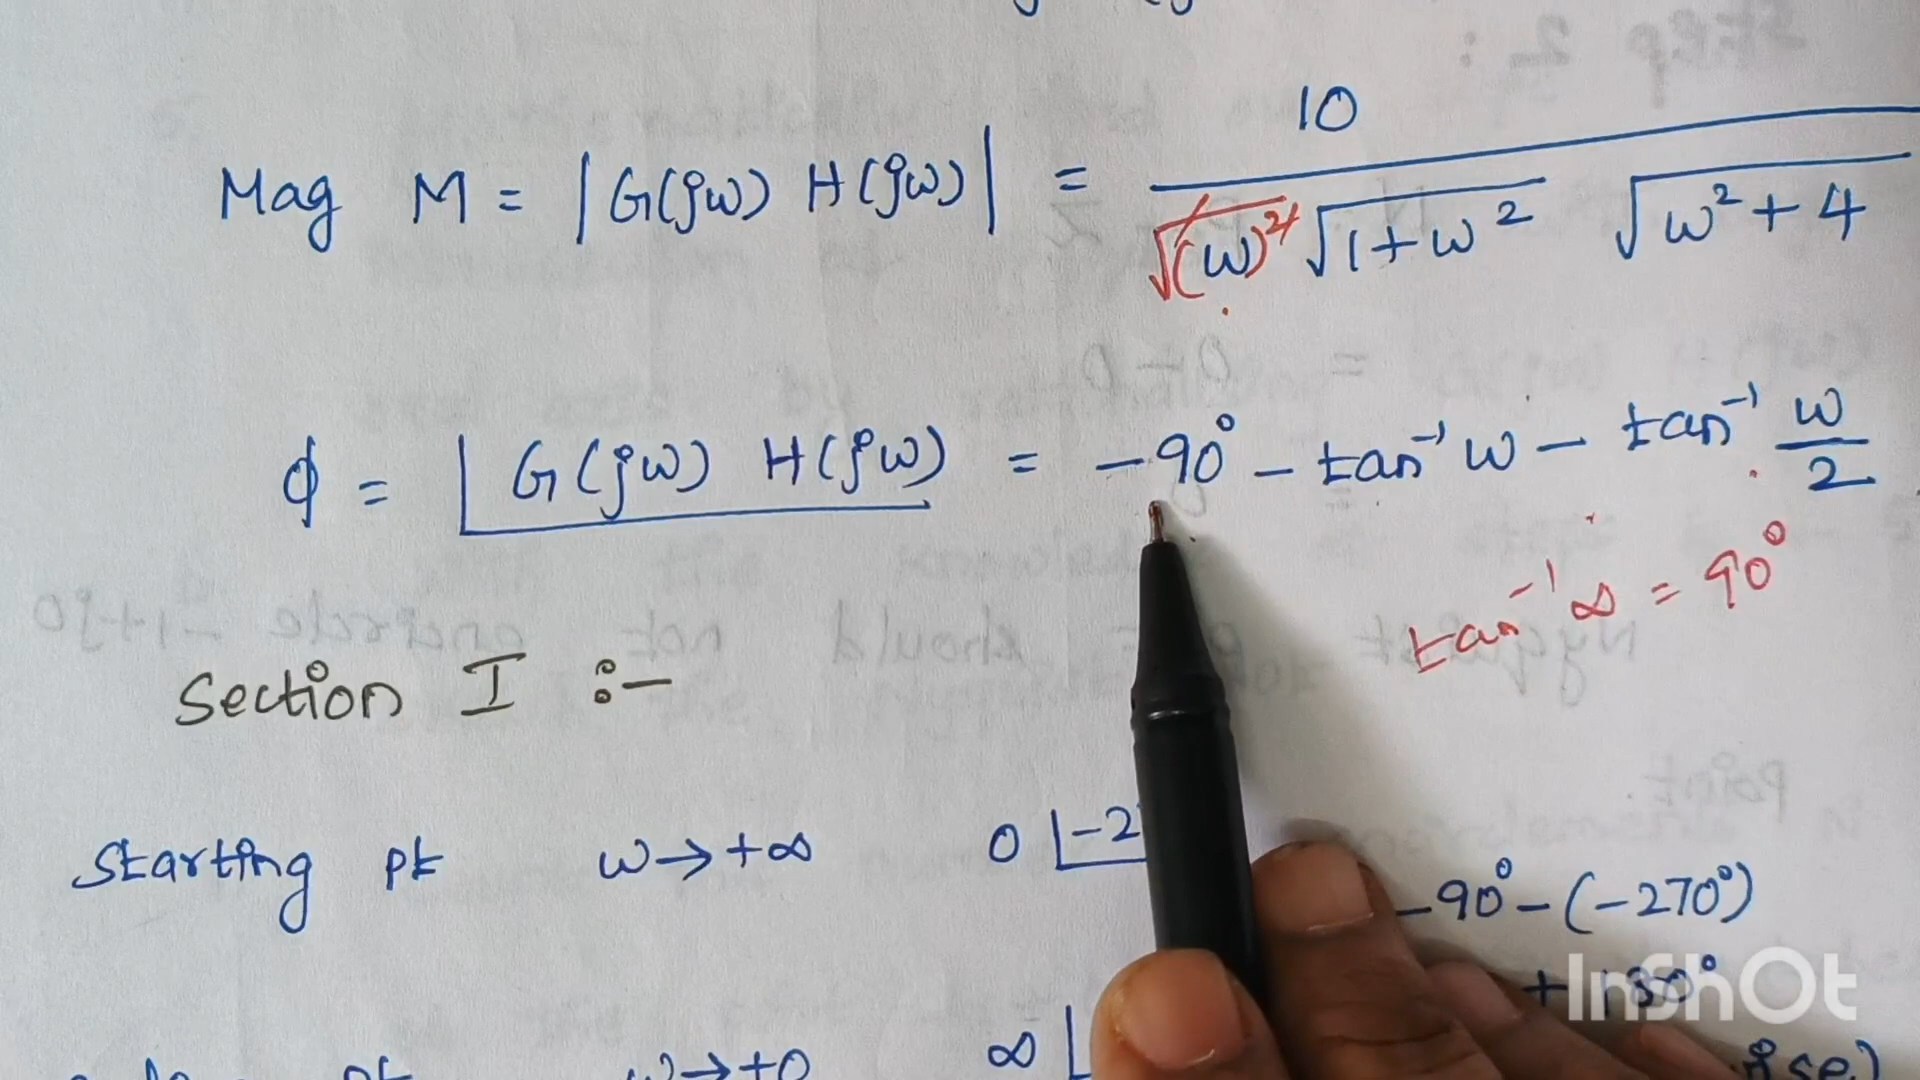 10
Mag M = |G(jω) H(jω)| = √(ω)² √1+ω² √ω²+4
ϕ = ∠G(jω) H(jω) = -90° - tan⁻¹ω - tan⁻¹ ω/2
tan⁻¹∞ = 90°
Section I :-
Starting pt ω→+∞ 0 ∠-2
-90°-(-270°)
+180°
ω→+0 ∞
InShOt